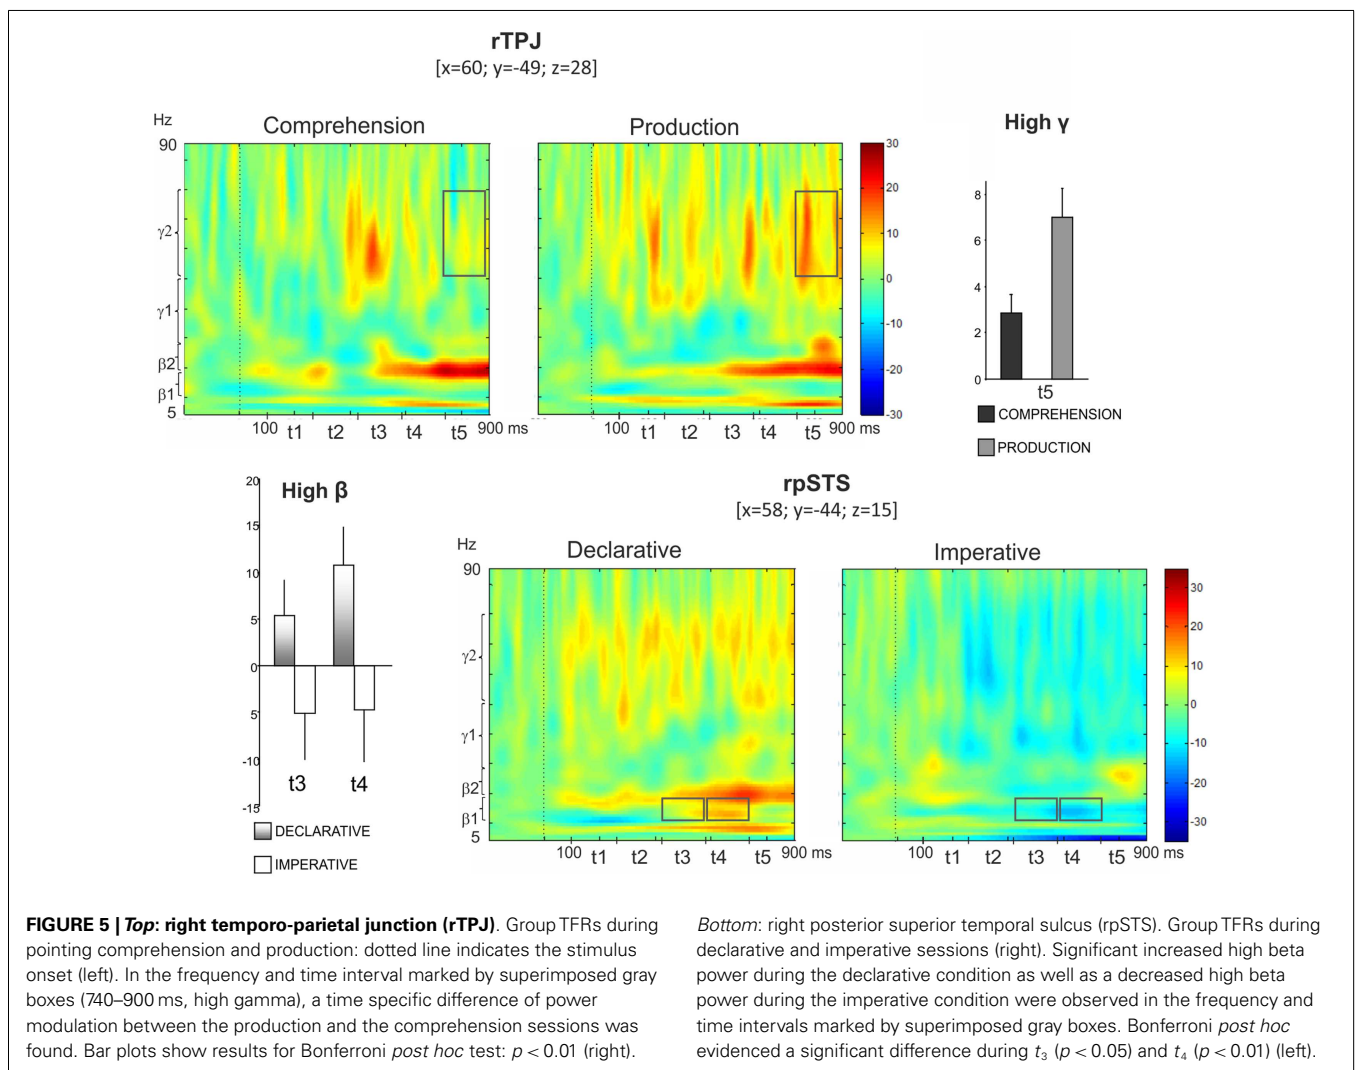 rTPJ
[x=60; y=-49; z=28]
High γ
Hz
Comprehension
Production
90
γ2
γ1
β2
β1
5
100 t1 t2 t3 t4 t5 900 ms
100 t1 t2 t3 t4 t5 900 ms
30
20
10
0
-10
-20
-30
8
6
4
2
0
t5
COMPREHENSION
PRODUCTION
High β
20
15
10
5
0
5
-10
-15
t3 t4
DECLARATIVE
IMPERATIVE
rpSTS
[x=58; y=-44; z=15]
Hz
Declarative
Imperative
90
γ2
γ1
β2
β1
5
100 t1 t2 t3 t4 t5 900 ms
100 t1 t2 t3 t4 t5 900 ms
30
20
10
0
-10
-20
-30
FIGURE 5 | Top: right temporo-parietal junction (rTPJ). Group TFRs during
pointing comprehension and production: dotted line indicates the stimulus
onset (left). In the frequency and time interval marked by superimposed gray
boxes (740–900 ms, high gamma), a time specific difference of power
modulation between the production and the comprehension sessions was
found. Bar plots show results for Bonferroni post hoc test: p < 0.01 (right).
Bottom: right posterior superior temporal sulcus (rpSTS). Group TFRs during
declarative and imperative sessions (right). Significant increased high beta
power during the declarative condition as well as a decreased high beta
power during the imperative condition were observed in the frequency and
time intervals marked by superimposed gray boxes. Bonferroni post hoc
evidenced a significant difference during t3 (p < 0.05) and t4 (p < 0.01) (left).